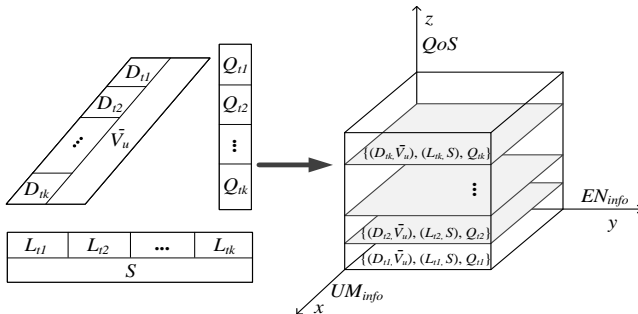 D_{t1}
D_{t2}
...
D_{tk}
V̄_u
Q_{t1}
Q_{t2}
...
Q_{tk}
L_{t1} L_{t2} ... L_{tk}
S
z
QoS
{(D_{tk}, V̄_u), (L_{tk}, S), Q_{tk}}
...
{(D_{t2}, V̄_u), (L_{t2}, S), Q_{t2}}
{(D_{t1}, V̄_u), (L_{t1}, S), Q_{t1}}
EN_{info}
y
UM_{info}
x